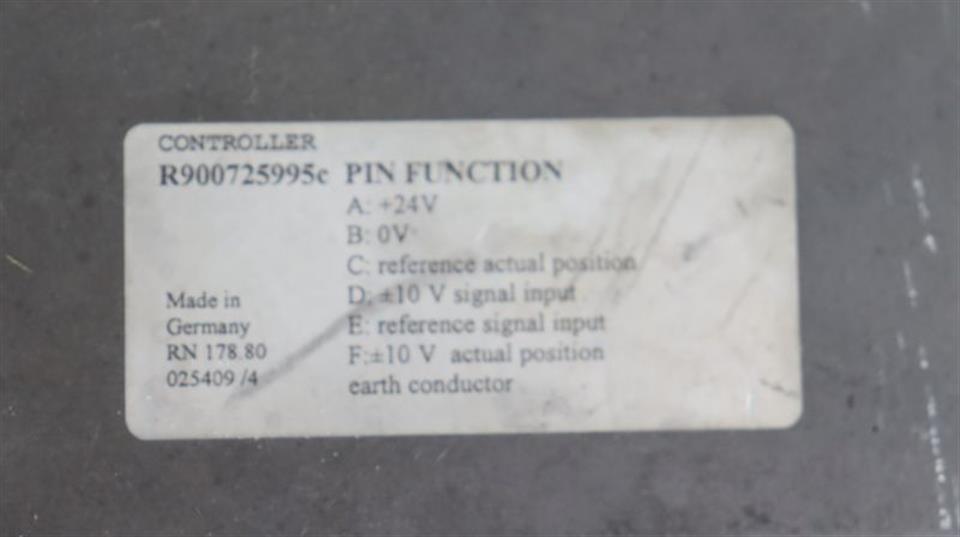 CONTROLLER
R900725995c PIN FUNCTION
A: +24V
B: 0V
C: reference actual position
D: ±10 V signal input
E: reference signal input
F:±10 V actual position
earth conductor
Made in
Germany
RN 178.80
025409 /4